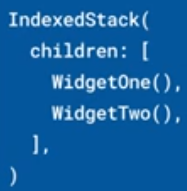 IndexedStack(
  children: [
    WidgetOne(),
    WidgetTwo(),
  ],
)